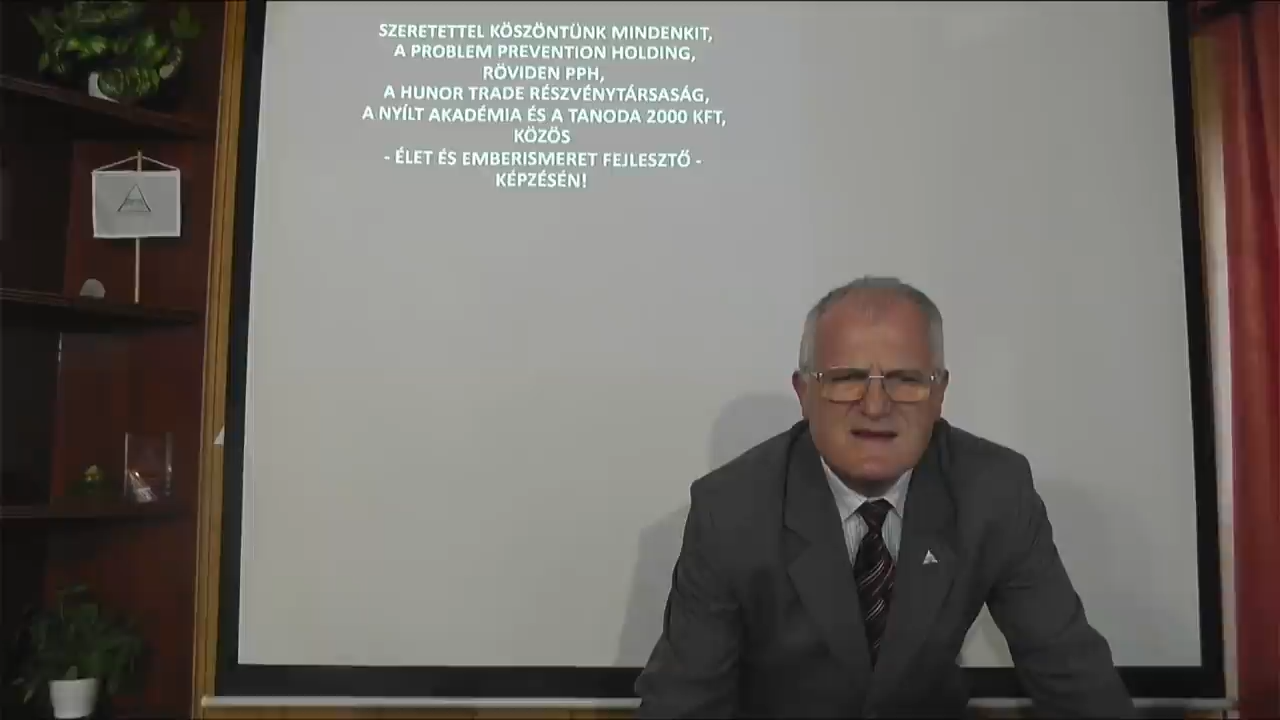 SZERETETTEL KÖSZÖNTÜNK MINDENKIT,
A PROBLEM PREVENTION HOLDING,
RÖVIDEN PPH,
A HUNOR TRADE RÉSZVÉNYTÁRSASÁG,
A NYÍLT AKADÉMIA ÉS A TANODA 2000 KFT,
KÖZÖS
- ÉLET ÉS EMBERISMERET FEJLESZTŐ -
KÉPZÉSÉN!